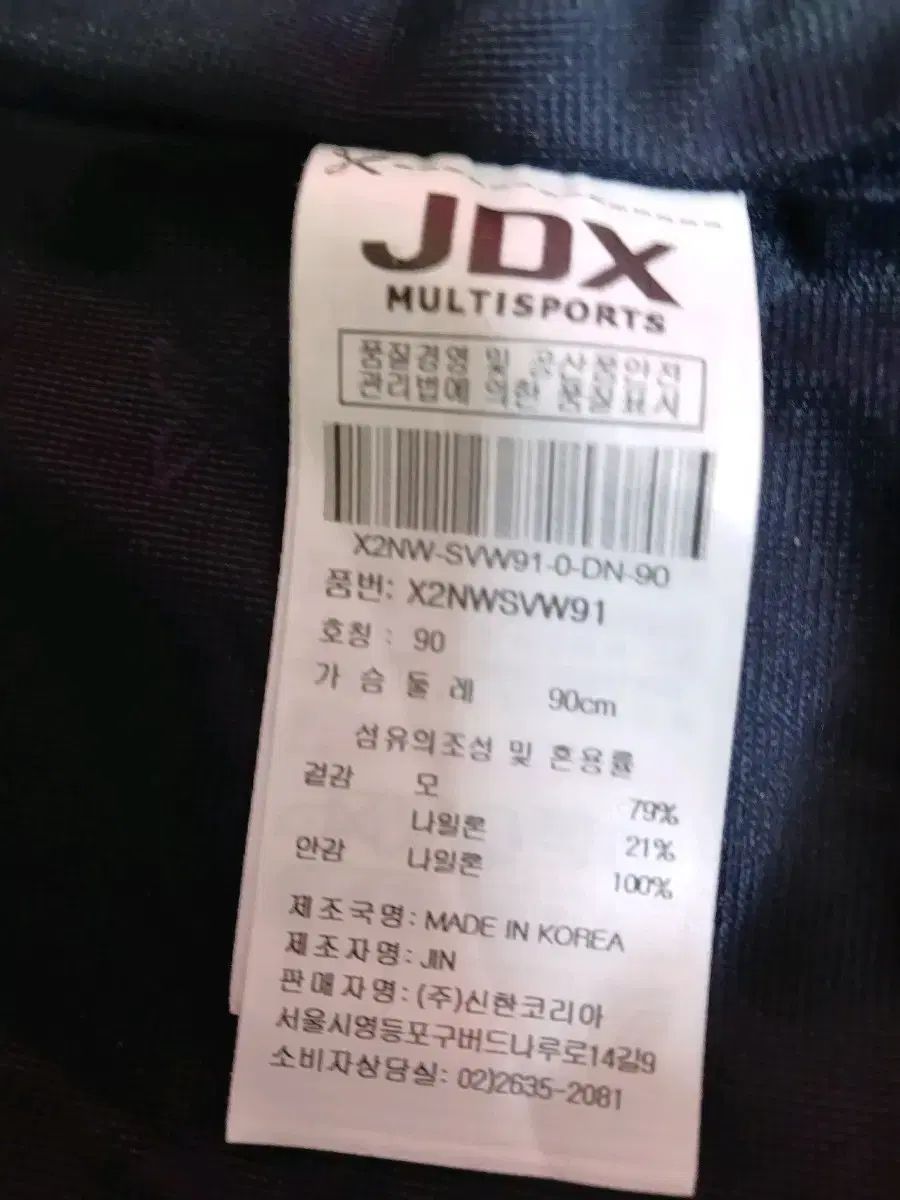 JDX
MULTISPORTS
품질경영 및 공산품안전
관리법에 의한 품질표시
X2NW-SVW91-0-DN-90
품번: X2NWSVW91
호칭 : 90
가 슴 둘 레 90cm
섬유의조성 및 혼용률
겉감 모 79%
나일론 21%
안감 나일론 100%
제조국명: MADE IN KOREA
제조자명: JIN
판매자명: (주)신한코리아
서울시영등포구버드나루로14길9
소비자상담실: 02)2635-2081